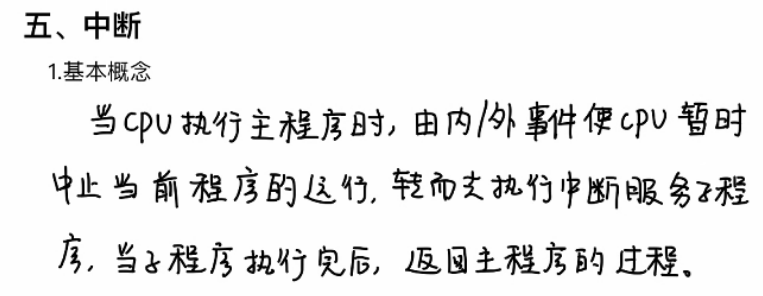 五、中断
1.基本概念
当CPU执行主程序时，由内/外事件使CPU暂时
中止当前程序的运行，转而去执行中断服务子程
序，当子程序执行完后，返回主程序的过程。